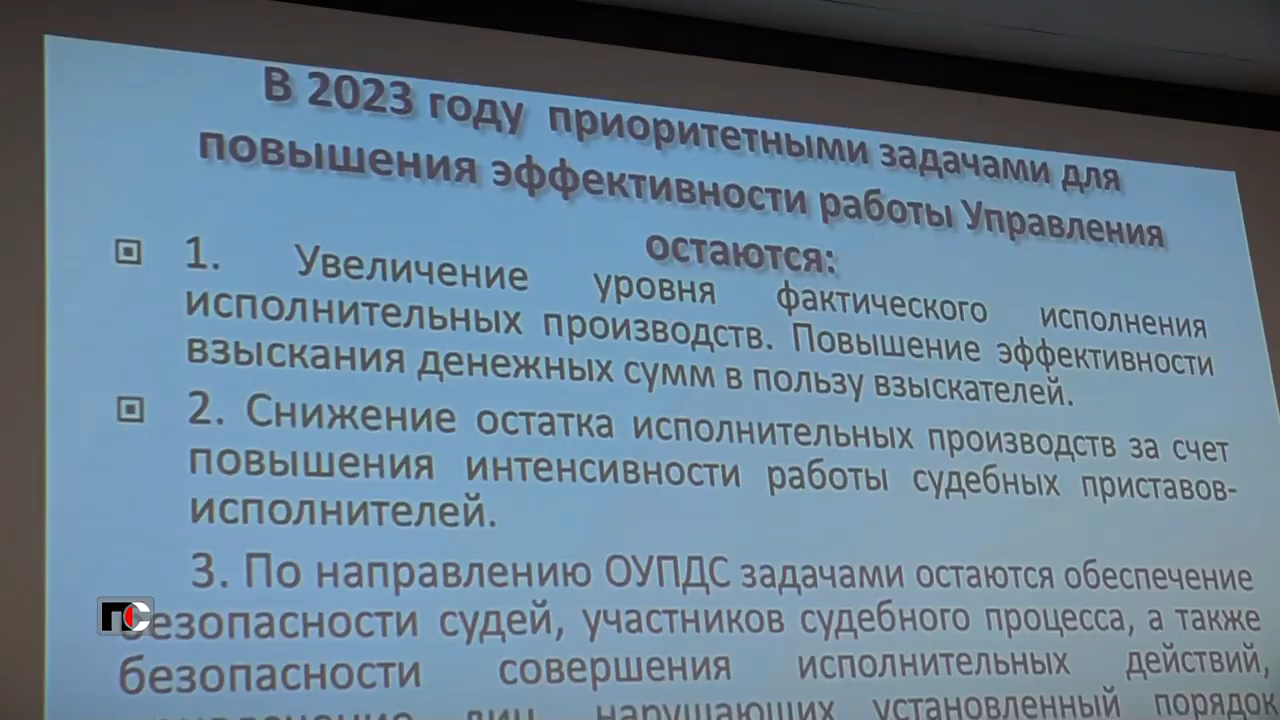 В 2023 году приоритетными задачами для
повышения эффективности работы Управления
остаются:
1. Увеличение уровня фактического исполнения
исполнительных производств. Повышение эффективности
взыскания денежных сумм в пользу взыскателей.
2. Снижение остатка исполнительных производств за счет
повышения интенсивности работы судебных приставов-
исполнителей.
3. По направлению ОУПДС задачами остаются обеспечение
безопасности судей, участников судебного процесса, а также
безопасности совершения исполнительных действий,
лиц, нарушающих установленный порядок
ПС